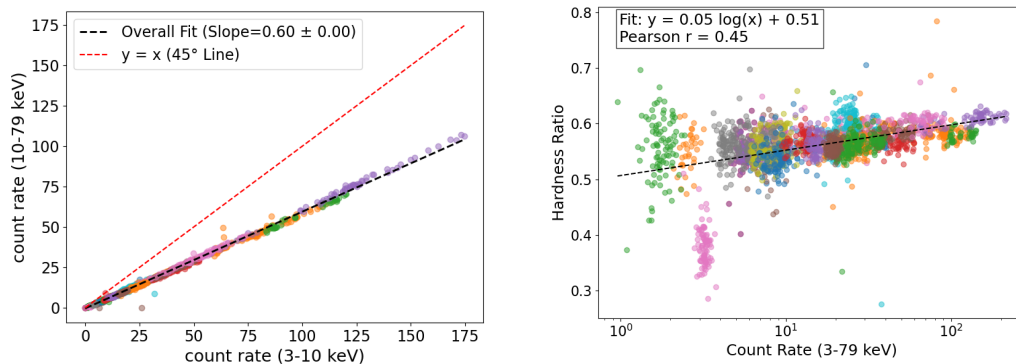 Overall Fit (Slope=0.60 ± 0.00)
y = x (45° Line)
175
150
125
100
75
50
25
0
count rate (10-79 keV)
0 25 50 75 100 125 150 175
count rate (3-10 keV)
Fit: y = 0.05 log(x) + 0.51
Pearson r = 0.45
0.8
0.7
0.6
0.5
0.4
0.3
Hardness Ratio
10⁰ 10¹ 10²
Count Rate (3-79 keV)